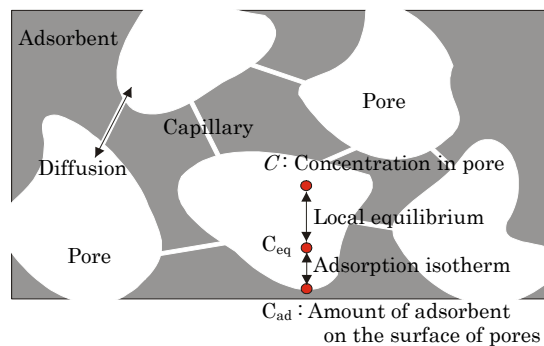 Adsorbent
Pore
Capillary
Diffusion
C : Concentration in pore
Local equilibrium
Ceq
Pore
Adsorption isotherm
Cad : Amount of adsorbent
on the surface of pores